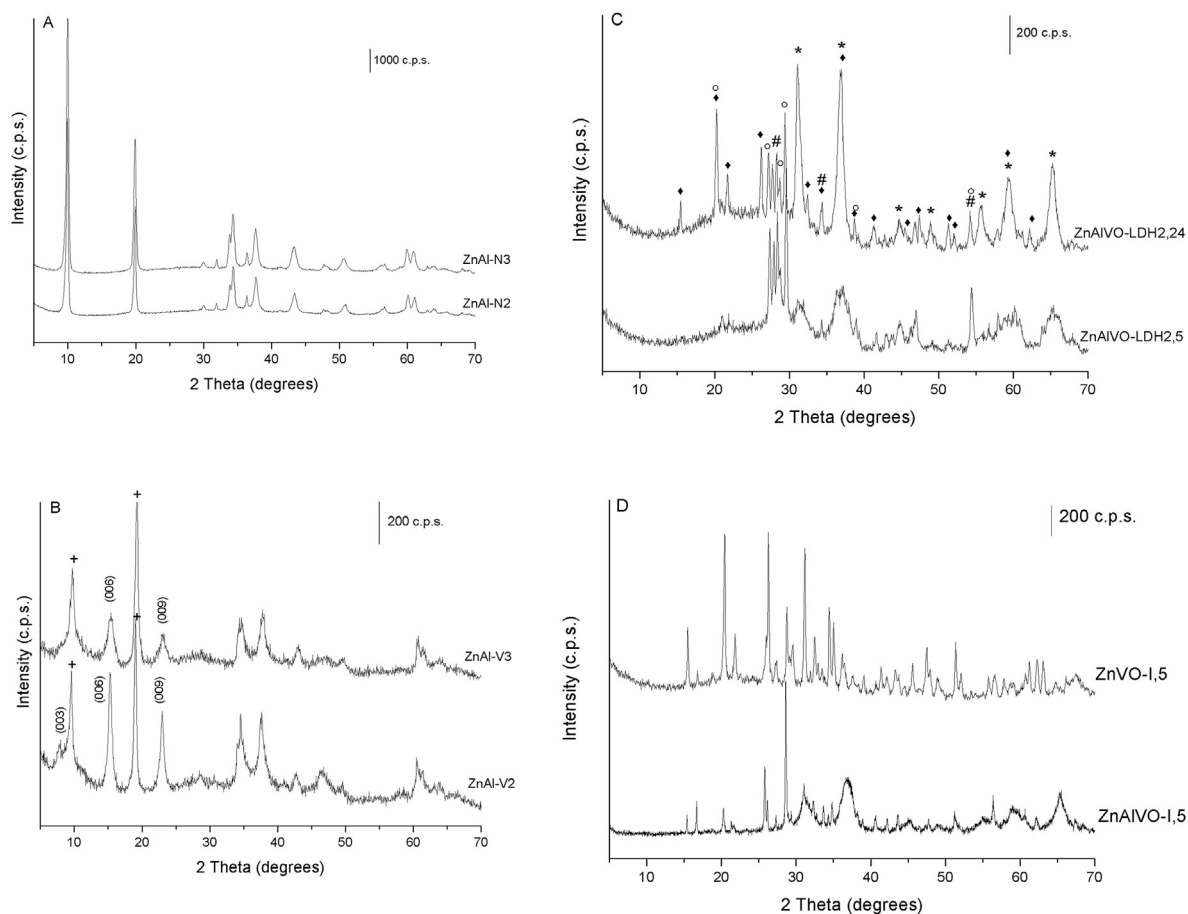 A
1000 c.p.s.
Intensity (c.p.s.)
ZnAl-N3
ZnAl-N2
10 20 30 40 50 60 70
2 Theta (degrees)
C
200 c.p.s.
Intensity (c.p.s.)
* * # # * * * * * #
ZnAlVO-LDH2,24
ZnAlVO-LDH2,5
10 20 30 40 50 60 70
2 Theta (degrees)
B
200 c.p.s.
Intensity (c.p.s.)
+ +
(006)
(009)
ZnAl-V3
+ +
(003)
(006)
(009)
ZnAl-V2
10 20 30 40 50 60 70
2 Theta (degrees)
D
200 c.p.s.
Intensity (c.p.s.)
ZnVO-I,5
ZnAlVO-I,5
10 20 30 40 50 60 70
2 Theta (degrees)